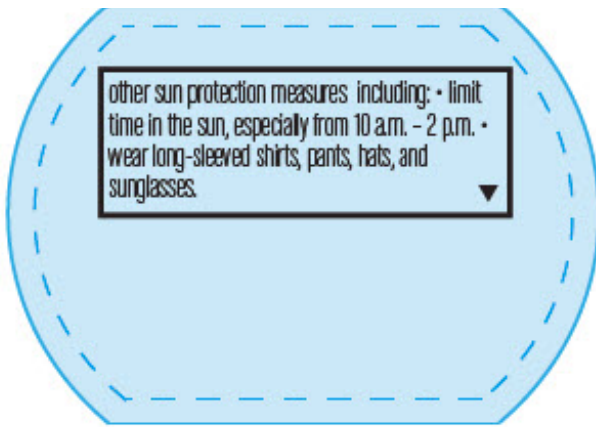 other sun protection measures including: • limit
time in the sun, especially from 10 a.m. – 2 p.m. •
wear long-sleeved shirts, pants, hats, and
sunglasses.